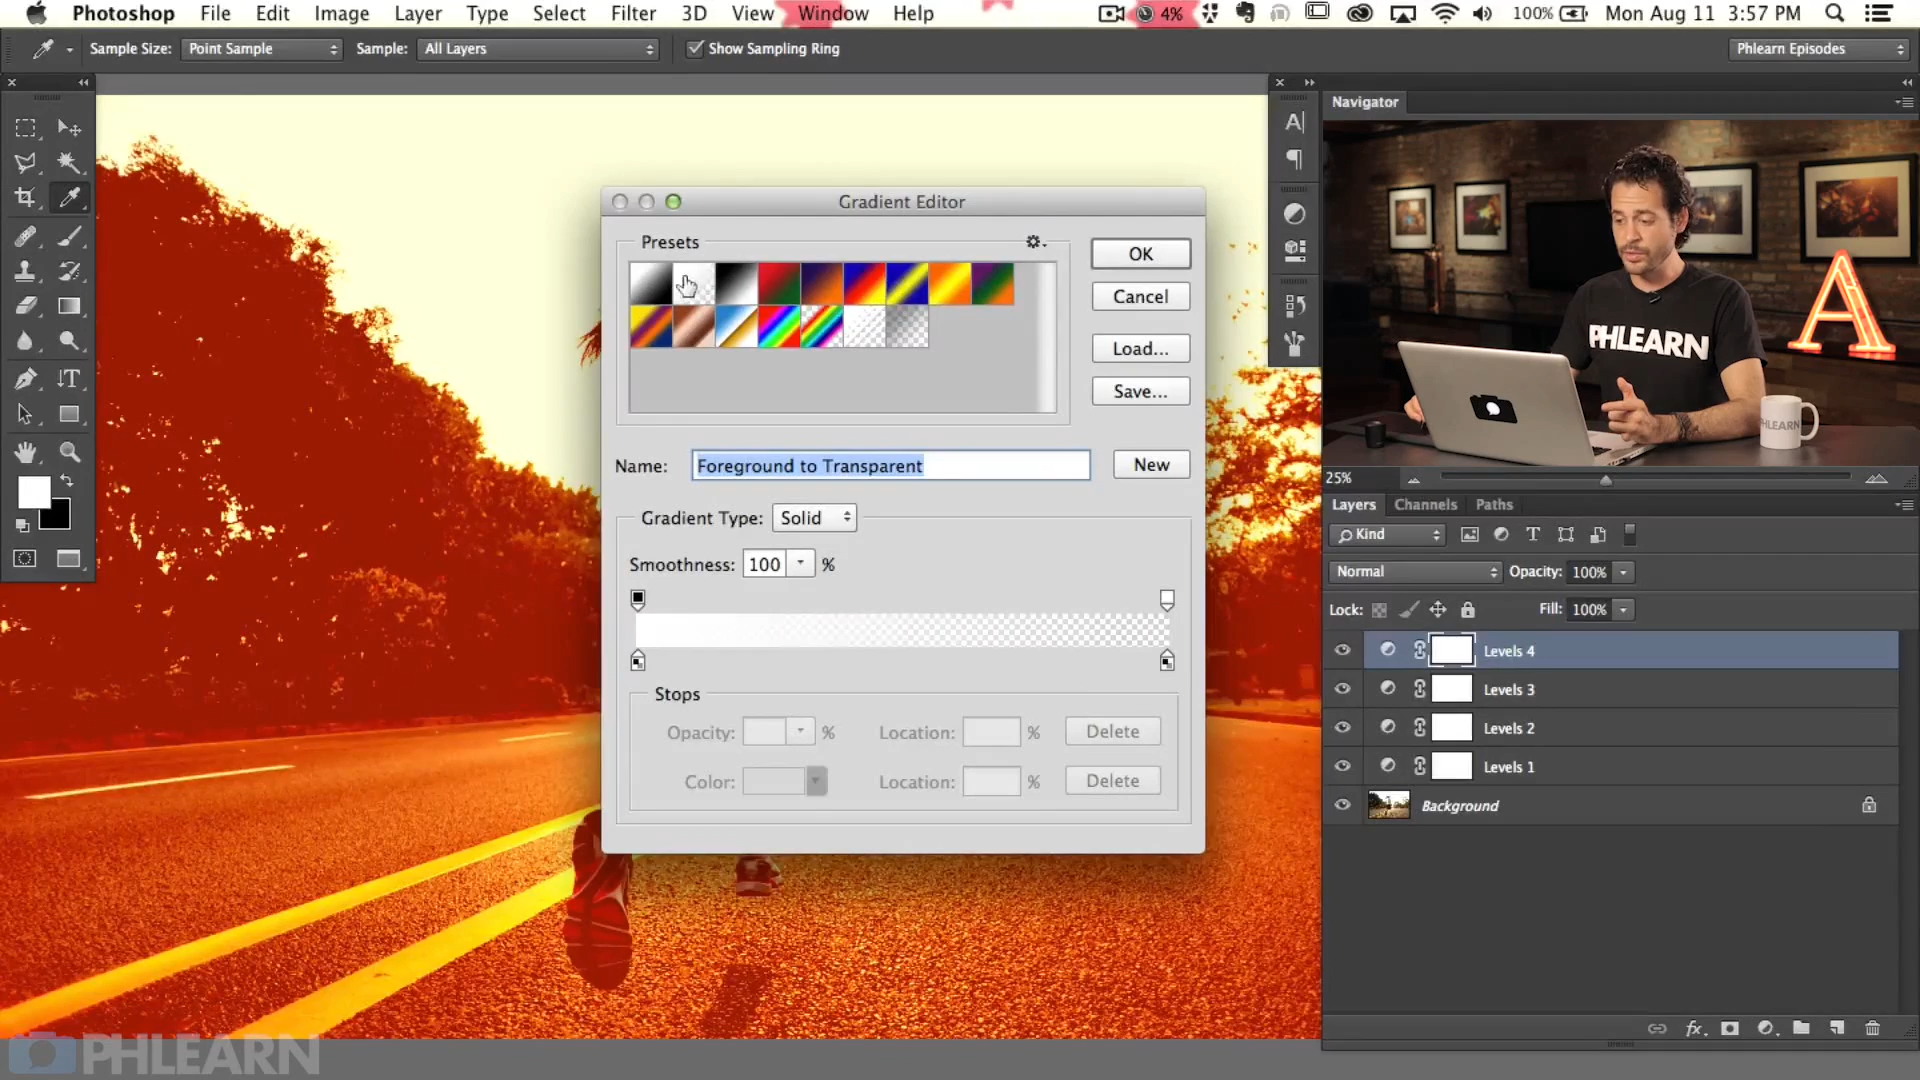 Photoshop File Edit Image Layer Type Select Filter 3D View Window Help 4% 100% Mon Aug 11 3:57 PM
Sample Size: Point Sample Sample: All Layers Show Sampling Ring Phlearn Episodes
Navigator
Gradient Editor
Presets
OK
Cancel
Load...
Save...
PHLEARN
PHLEARN
A
Name: Foreground to Transparent New
25%
Layers Channels Paths
Gradient Type: Solid
Kind
Smoothness: 100 %
Normal Opacity: 100%
Lock: Fill: 100%
Levels 4
Levels 3
Levels 2
Levels 1
Background
Stops
Opacity: % Location: % Delete
Color: Location: % Delete
fx
PHLEARN